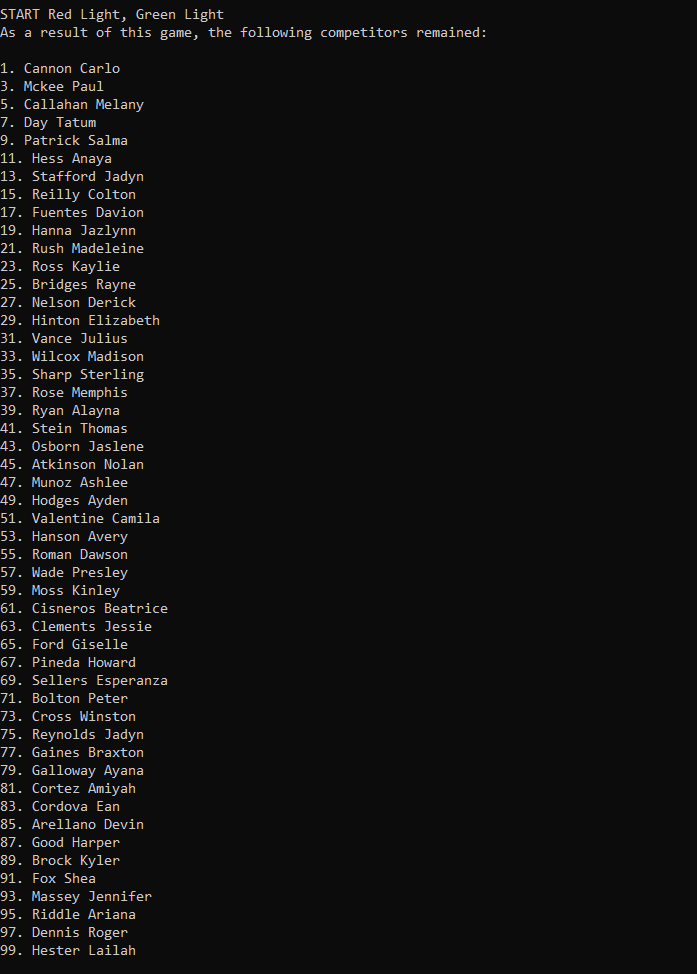 START Red Light, Green Light
As a result of this game, the following competitors remained:
1. Cannon Carlo
3. Mckee Paul
5. Callahan Melany
7. Day Tatum
9. Patrick Salma
11. Hess Anaya
13. Stafford Jadyn
15. Reilly Colton
17. Fuentes Davion
19. Hanna Jazlynn
21. Rush Madeleine
23. Ross Kaylie
25. Bridges Rayne
27. Nelson Derick
29. Hinton Elizabeth
31. Vance Julius
33. Wilcox Madison
35. Sharp Sterling
37. Rose Memphis
39. Ryan Alayna
41. Stein Thomas
43. Osborn Jaslene
45. Atkinson Nolan
47. Munoz Ashlee
49. Hodges Ayden
51. Valentine Camila
53. Hanson Avery
55. Roman Dawson
57. Wade Presley
59. Moss Kinley
61. Cisneros Beatrice
63. Clements Jessie
65. Ford Giselle
67. Pineda Howard
69. Sellers Esperanza
71. Bolton Peter
73. Cross Winston
75. Reynolds Jadyn
77. Gaines Braxton
79. Galloway Ayana
81. Cortez Amiyah
83. Cordova Ean
85. Arellano Devin
87. Good Harper
89. Brock Kyler
91. Fox Shea
93. Massey Jennifer
95. Riddle Ariana
97. Dennis Roger
99. Hester Lailah